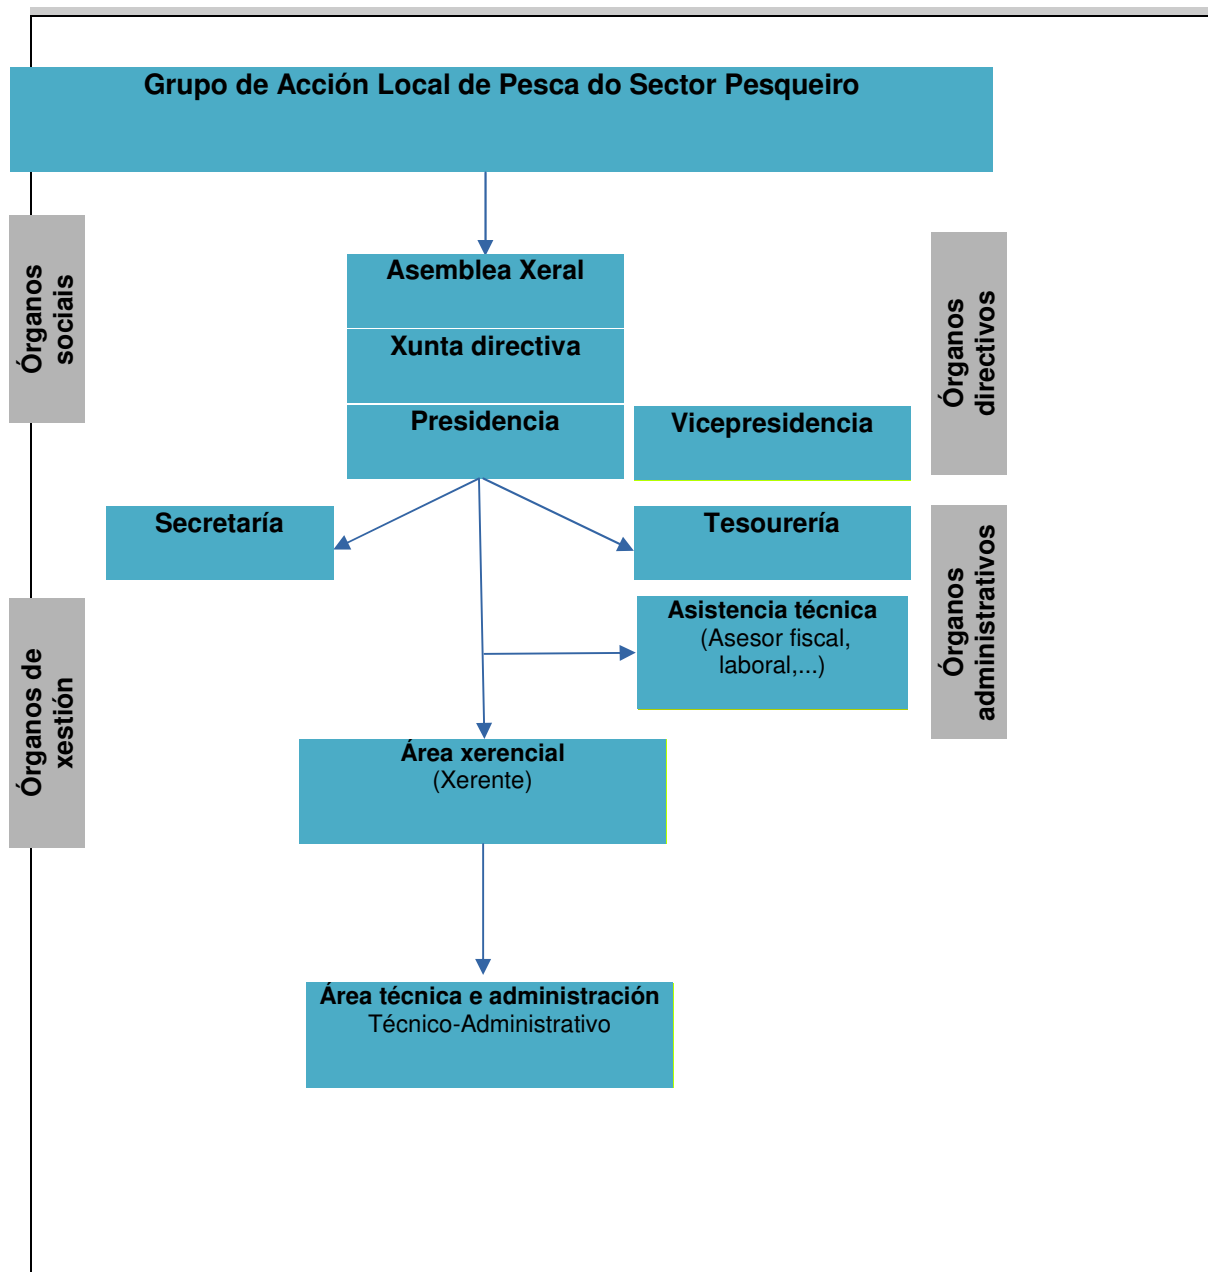 Grupo de Acción Local de Pesca do Sector Pesqueiro
Órganos
sociais
Asemblea Xeral
Xunta directiva
Presidencia
Vicepresidencia
Órganos
directivos
Secretaría
Tesourería
Asistencia técnica
(Asesor fiscal,
laboral,...)
Órganos
administrativos
Órganos de
xestión
Área xerencial
(Xerente)
Área técnica e administración
Técnico-Administrativo